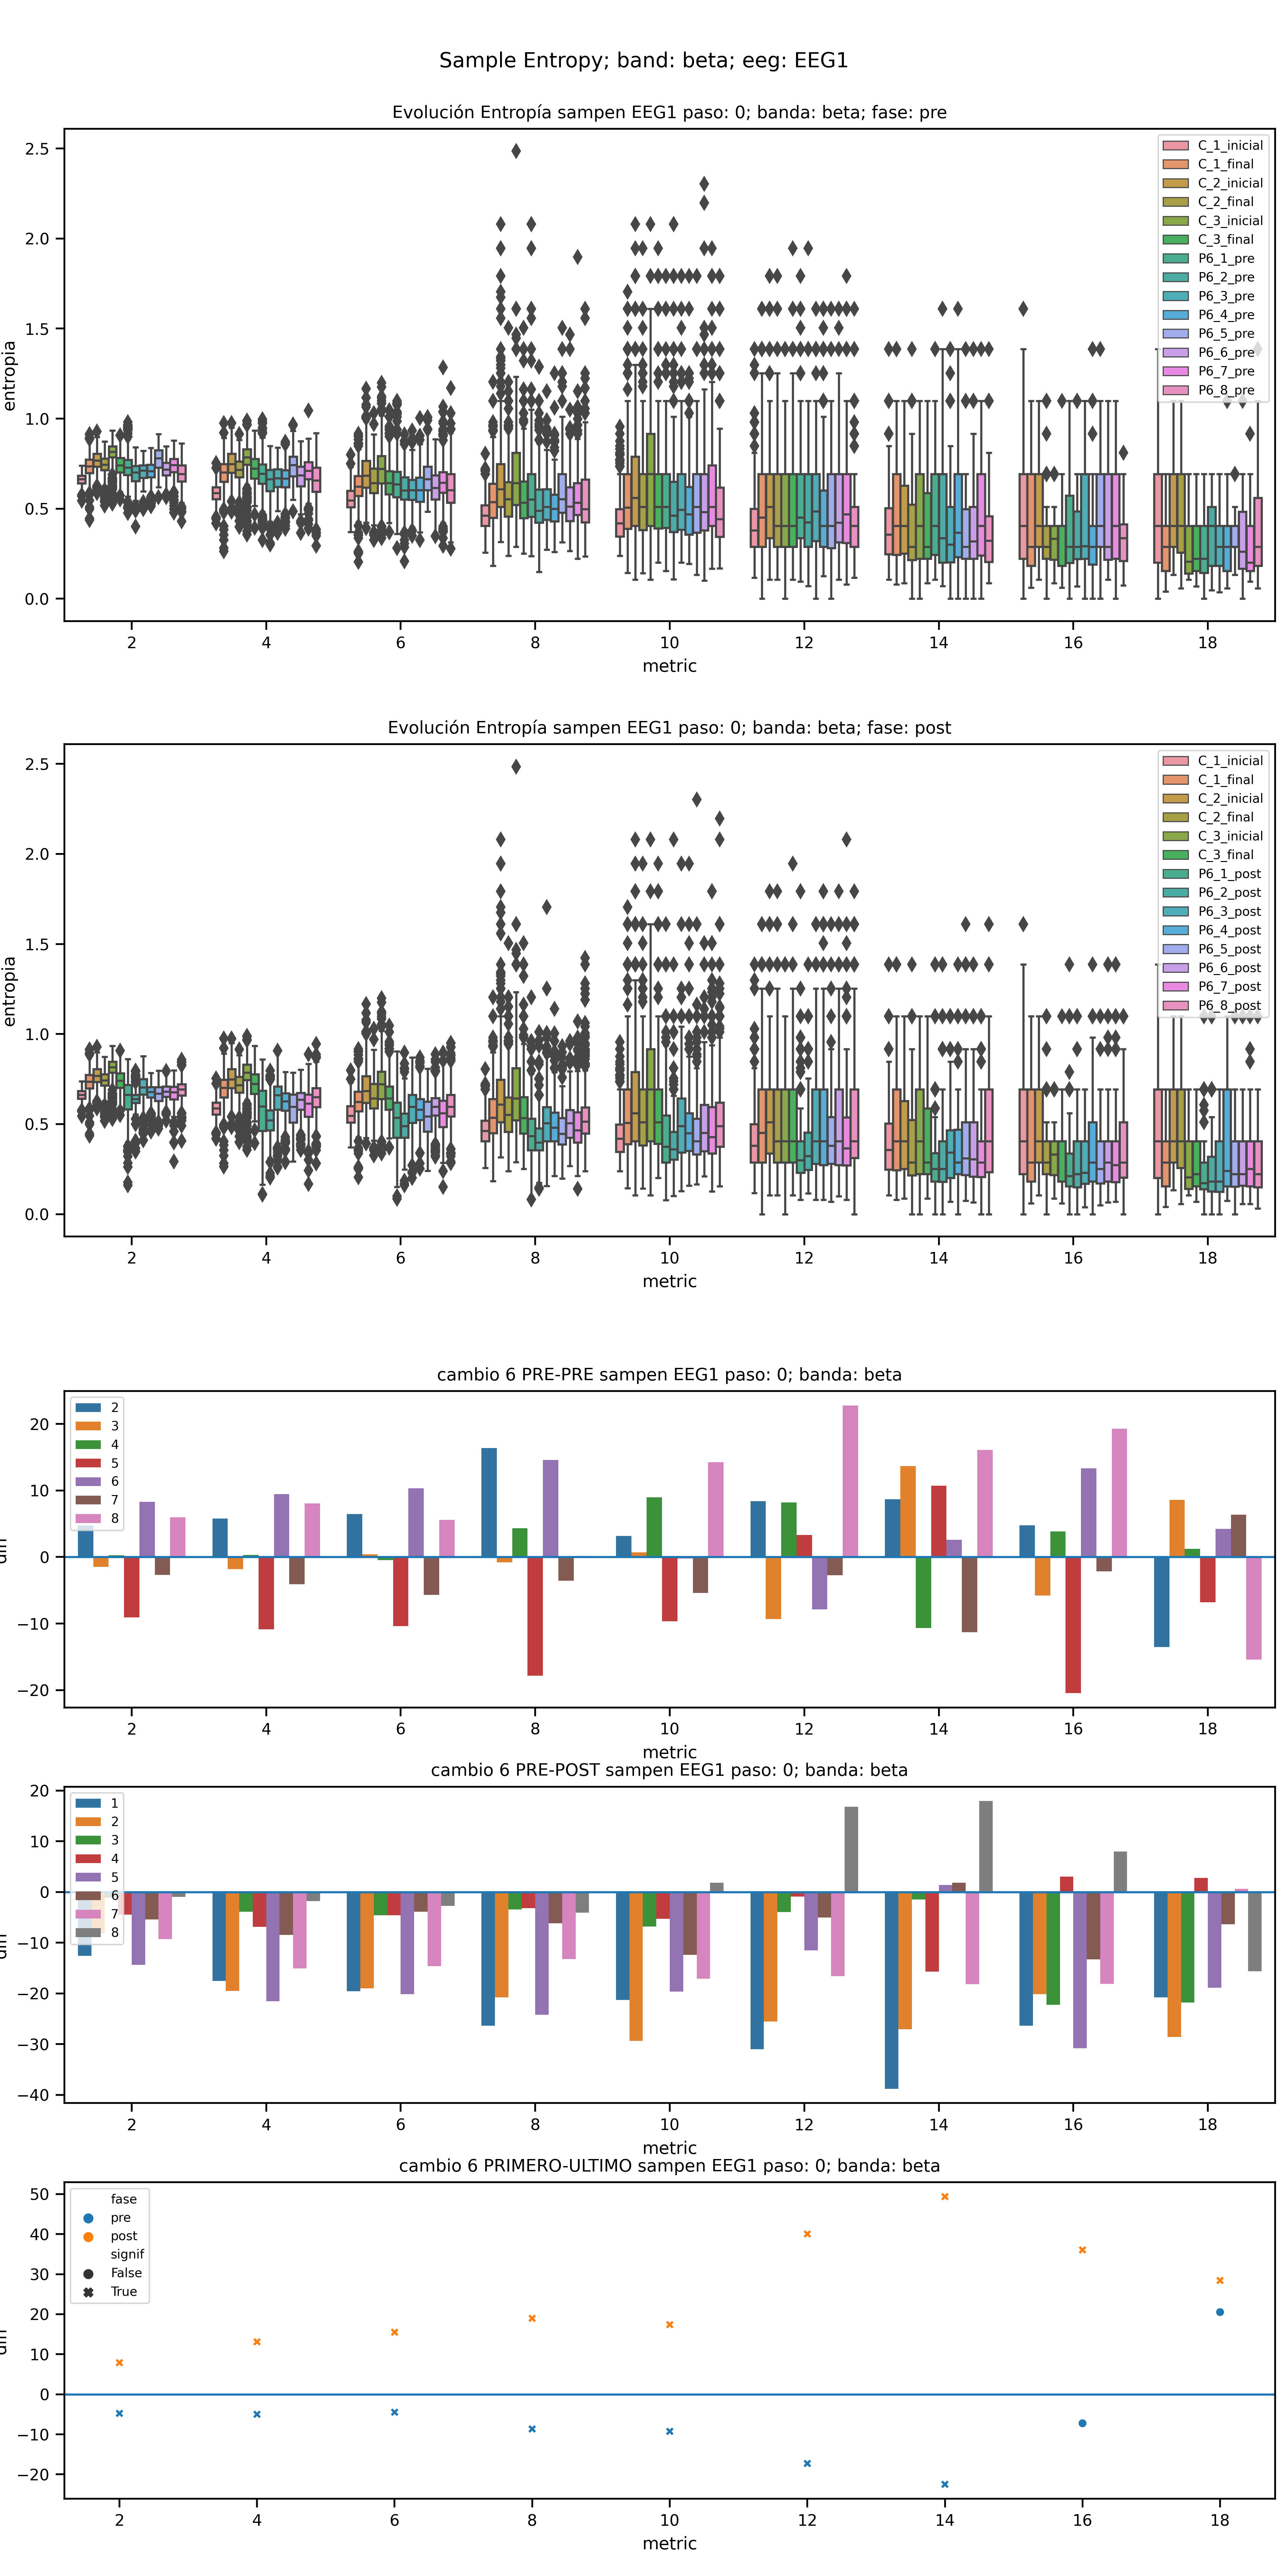 Sample Entropy; band: beta; eeg: EEG1
Evolución Entropía sampen EEG1 paso: 0; banda: beta; fase: pre
entropia
2.5
2.0
1.5
1.0
0.5
0.0
C_1_inicial
C_1_final
C_2_inicial
C_2_final
C_3_inicial
C_3_final
P6_1_pre
P6_2_pre
P6_3_pre
P6_4_pre
P6_5_pre
P6_6_pre
P6_7_pre
P6_8_pre
2 4 6 8 10 12 14 16 18
metric
Evolución Entropía sampen EEG1 paso: 0; banda: beta; fase: post
entropia
2.5
2.0
1.5
1.0
0.5
0.0
C_1_inicial
C_1_final
C_2_inicial
C_2_final
C_3_inicial
C_3_final
P6_1_post
P6_2_post
P6_3_post
P6_4_post
P6_5_post
P6_6_post
P6_7_post
P6_8_post
2 4 6 8 10 12 14 16 18
metric
cambio 6 PRE-PRE sampen EEG1 paso: 0; banda: beta
20
10
0
−10
−20
2
3
4
5
6
7
8
2 4 6 8 10 12 14 16 18
metric
cambio 6 PRE-POST sampen EEG1 paso: 0; banda: beta
20
10
0
−10
−20
−30
−40
1
2
3
4
5
6
7
8
2 4 6 8 10 12 14 16 18
metric
cambio 6 PRIMERO-ULTIMO sampen EEG1 paso: 0; banda: beta
50
40
30
20
10
0
−10
−20
fase
pre
post
signif
False
True
2 4 6 8 10 12 14 16 18
metric